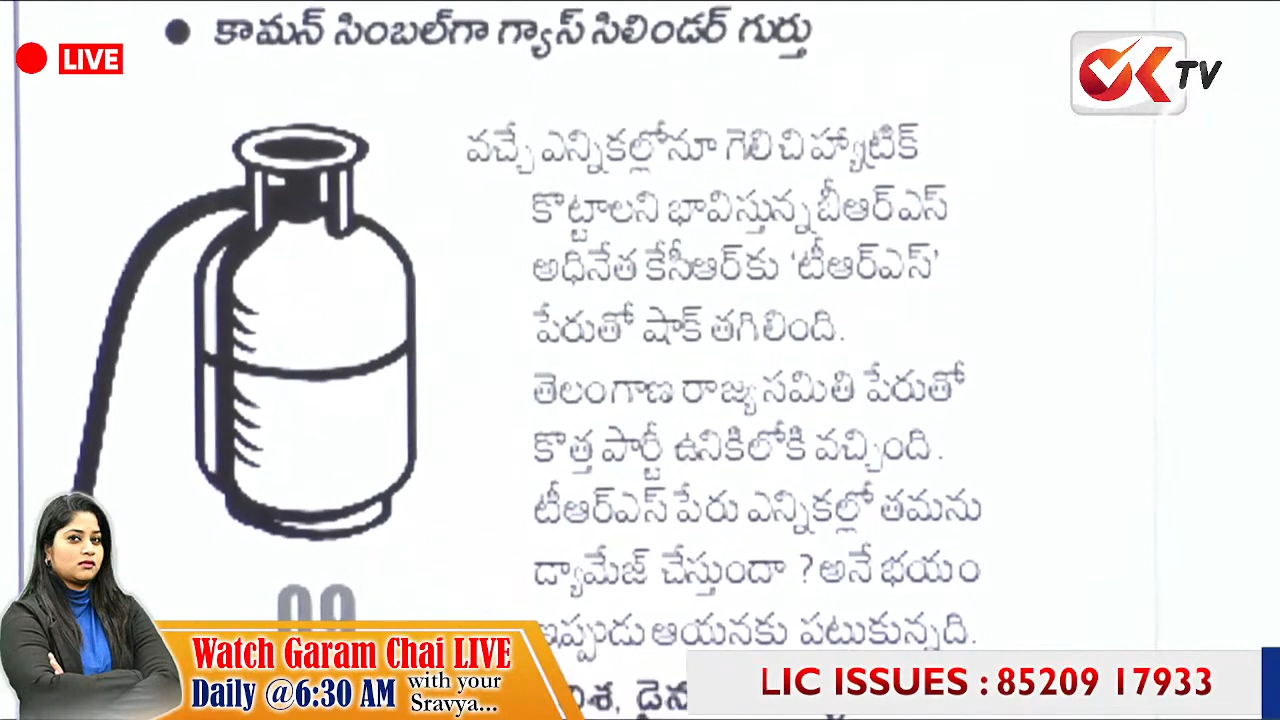 కామన్ సింబల్‌గా గ్యాస్ సిలిండర్ గుర్తు
LIVE
OK TV
వచ్చే ఎన్నికల్లోనూ గెలిచి హ్యాట్రిక్
కొట్టాలని భావిస్తున్న బీఆర్ఎస్
అధినేత కేసీఆర్‌కు ‘టీఆర్ఎస్’
పేరుతో షాక్ తగిలింది.
తెలంగాణ రాజ్య సమితి పేరుతో
కొత్త పార్టీ ఉనికిలోకి వచ్చింది.
టీఆర్ఎస్ పేరు ఎన్నికల్లో తమను
డ్యామేజ్ చేస్తుందా ? అనే భయం
ఇప్పుడు ఆయనకు పటుకున్నది.
Watch Garam Chai LIVE
Daily @6:30 AM with your Sravya...
LIC ISSUES : 85209 17933